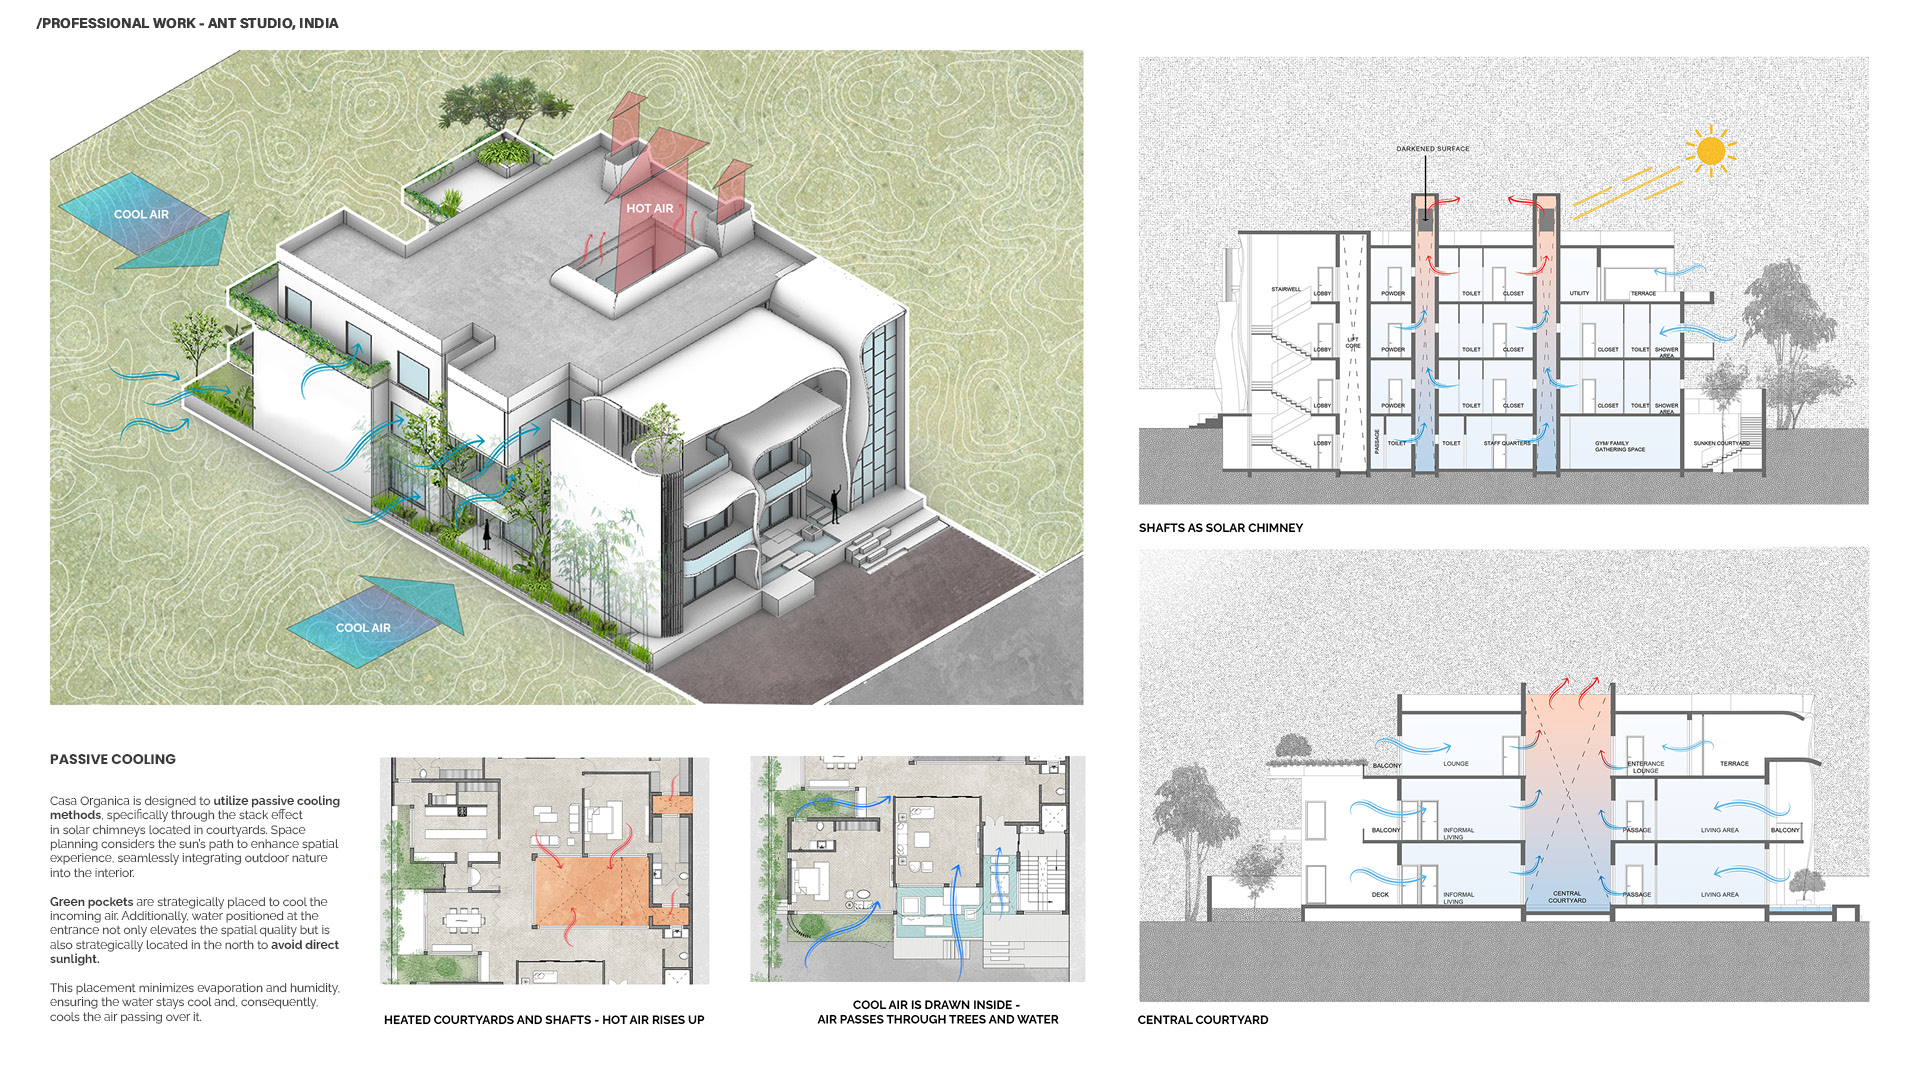 /PROFESSIONAL WORK - ANT STUDIO, INDIA
COOL AIR
HOT AIR
COOL AIR
PASSIVE COOLING
Casa Organica is designed to utilize passive cooling
methods, specifically through the stack effect
in solar chimneys located in courtyards. Space
planning considers the sun's path to enhance spatial
experience, seamlessly integrating outdoor nature
into the interior.
Green pockets are strategically placed to cool the
incoming air. Additionally, water positioned at the
entrance not only elevates the spatial quality but is
also strategically located in the north to avoid direct
sunlight.
This placement minimizes evaporation and humidity,
ensuring the water stays cool and, consequently,
cools the air passing over it.
HEATED COURTYARDS AND SHAFTS - HOT AIR RISES UP
COOL AIR IS DRAWN INSIDE -
AIR PASSES THROUGH TREES AND WATER
DARKENED SURFACE
STAIRWELL
LOBBY
POWDER
TOILET
CLOSET
UTILITY
TERRACE
LIFT
CORE
LOBBY
POWDER
TOILET
CLOSET
CLOSET
TOILET
SHOWER
AREA
LOBBY
POWDER
TOILET
CLOSET
CLOSET
TOILET
SHOWER
AREA
LOBBY
PASSAGE
TOILET
TOILET
STAFF QUARTERS
GYM/ FAMILY
GATHERING SPACE
SUNKEN COURTYARD
SHAFTS AS SOLAR CHIMNEY
BALCONY
LOUNGE
ENTERANCE
LOUNGE
TERRACE
BALCONY
INFORMAL
LIVING
PASSAGE
LIVING AREA
BALCONY
DECK
INFORMAL
LIVING
CENTRAL
COURTYARD
PASSAGE
LIVING AREA
CENTRAL COURTYARD